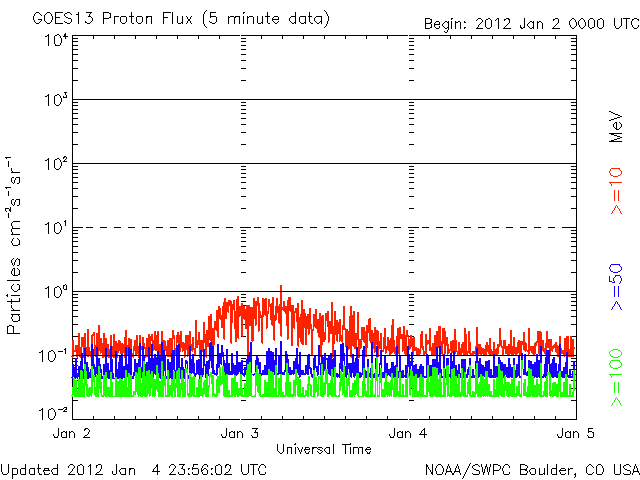 GOES13 Proton Flux (5 minute data)
Begin: 2012 Jan 2 0000 UTC
10⁴
10³
10²
10¹
10⁰
10⁻¹
10⁻²
Particles cm⁻²s⁻¹sr⁻¹
MeV
>=10
>=50
>=100
Jan 2
Jan 3
Jan 4
Jan 5
Universal Time
Updated 2012 Jan 4 23:56:02 UTC
NOAA/SWPC Boulder, CO USA